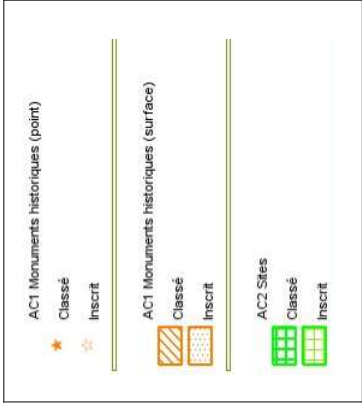 AC1 Monuments historiques (point)
Classé
Inscrit
AC1 Monuments historiques (surface)
Classé
Inscrit
AC2 Sites
Classé
Inscrit